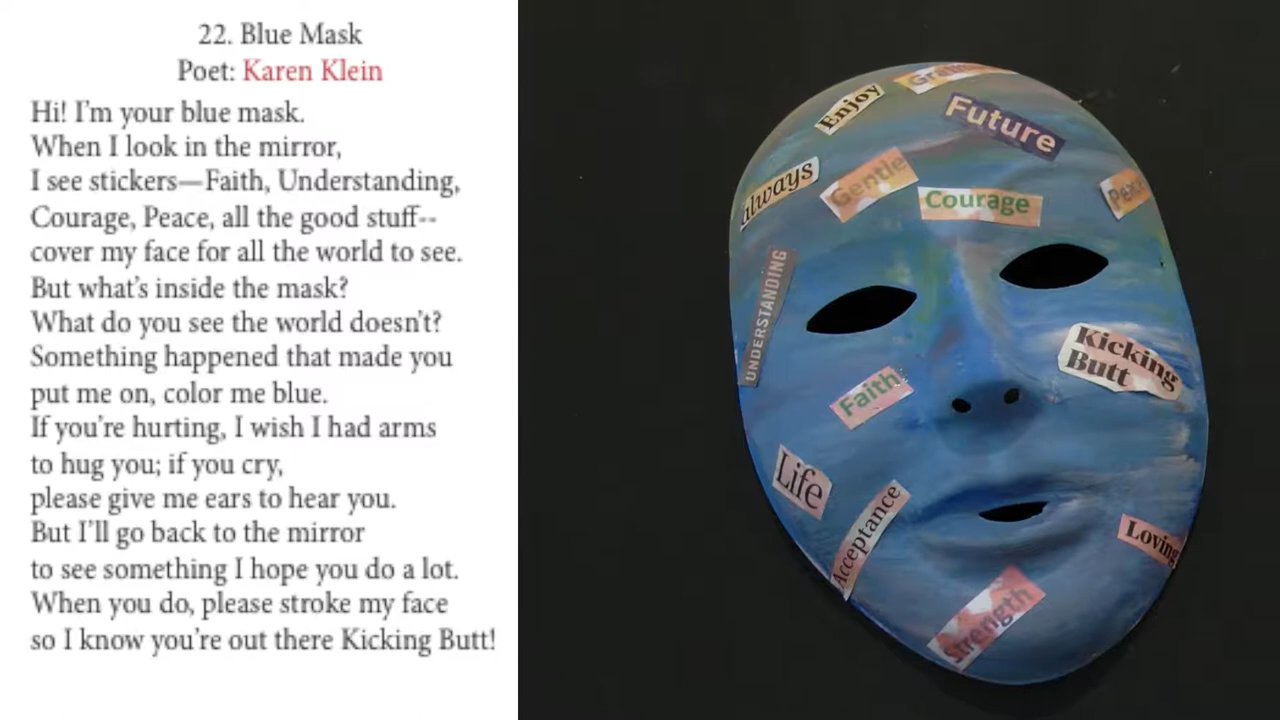 22. Blue Mask
Poet: Karen Klein
Hi! I'm your blue mask.
When I look in the mirror,
I see stickers—Faith, Understanding,
Courage, Peace, all the good stuff--
cover my face for all the world to see.
But what's inside the mask?
What do you see the world doesn't?
Something happened that made you
put me on, color me blue.
If you're hurting, I wish I had arms
to hug you; if you cry,
please give me ears to hear you.
But I'll go back to the mirror
to see something I hope you do a lot.
When you do, please stroke my face
so I know you're out there Kicking Butt!
Enjoy
Future
always
Gentle
Courage
UNDERSTANDING
Kicking
Butt
Faith
Life
Acceptance
Loving
Strength